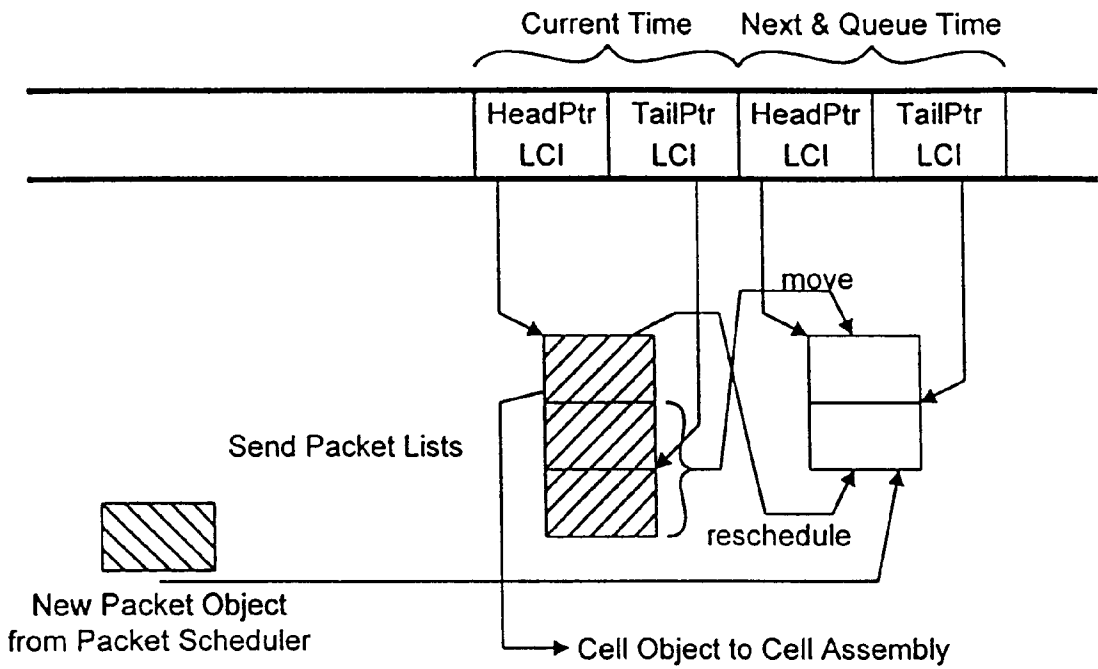 Current Time
Next & Queue Time
HeadPtr LCI
TailPtr LCI
HeadPtr LCI
TailPtr LCI
move
Send Packet Lists
reschedule
New Packet Object
from Packet Scheduler
Cell Object to Cell Assembly